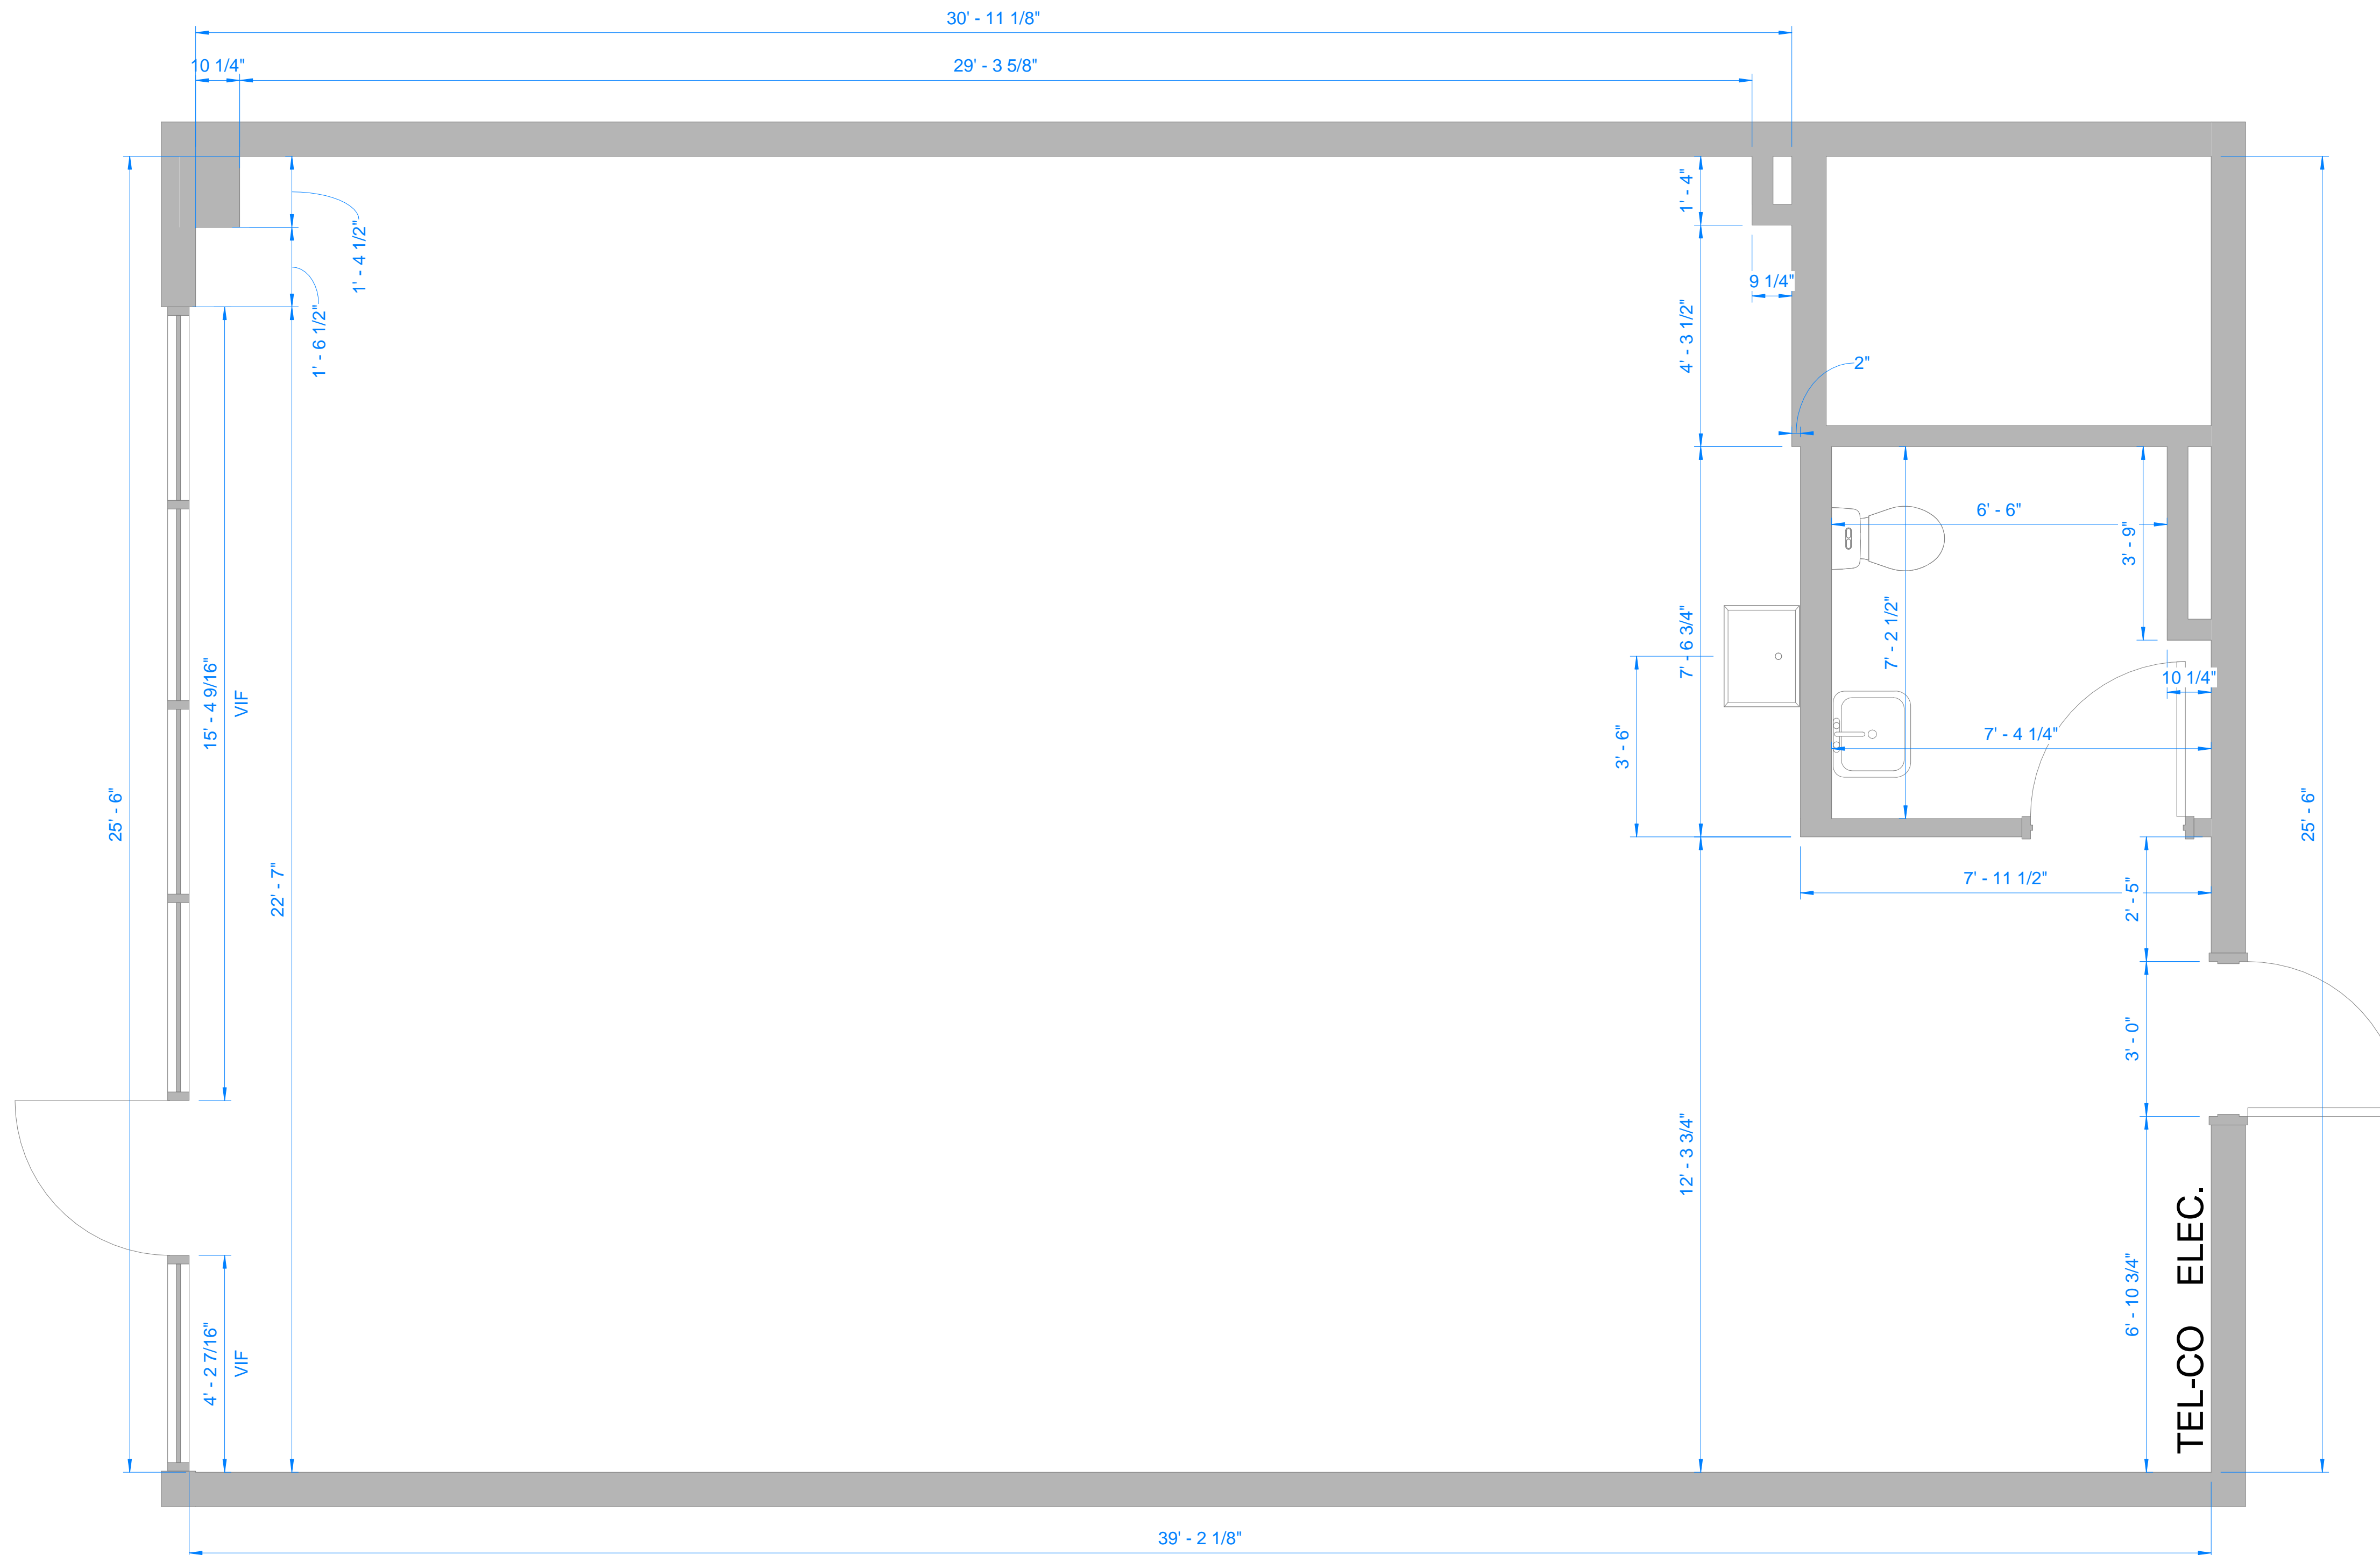 30' - 11 1/8"
10 1/4"
29' - 3 5/8"
1' - 4"
1' - 4 1/2"
9 1/4"
1' - 6 1/2"
4' - 3 1/2"
2"
6' - 6"
3' - 9"
7' - 2 1/2"
7' - 6 3/4"
10 1/4"
15' - 4 9/16"
VIF
3' - 6"
7' - 4 1/4"
25' - 6"
25' - 6"
22' - 7"
7' - 11 1/2"
2' - 5"
3' - 0"
12' - 3 3/4"
6' - 10 3/4"
TEL-CO ELEC.
4' - 2 7/16"
VIF
39' - 2 1/8"